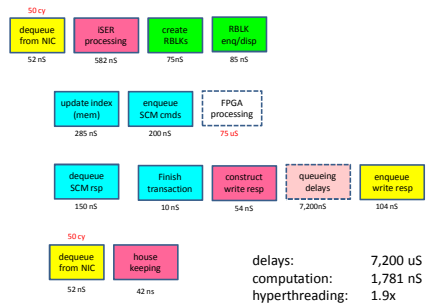 50 cy
dequeue
from NIC
52 nS
iSER
processing
582 nS
create
RBLKs
75nS
RBLK
enq/disp
85 nS
update index
(mem)
285 nS
enqueue
SCM cmds
200 nS
FPGA
processing
75 uS
dequeue
SCM rsp
150 nS
Finish
transaction
10 nS
construct
write resp
54 nS
queueing
delays
7,200nS
enqueue
write resp
104 nS
50 cy
dequeue
from NIC
52 nS
house
keeping
42 ns
delays: 7,200 uS
computation: 1,781 nS
hyperthreading: 1.9x